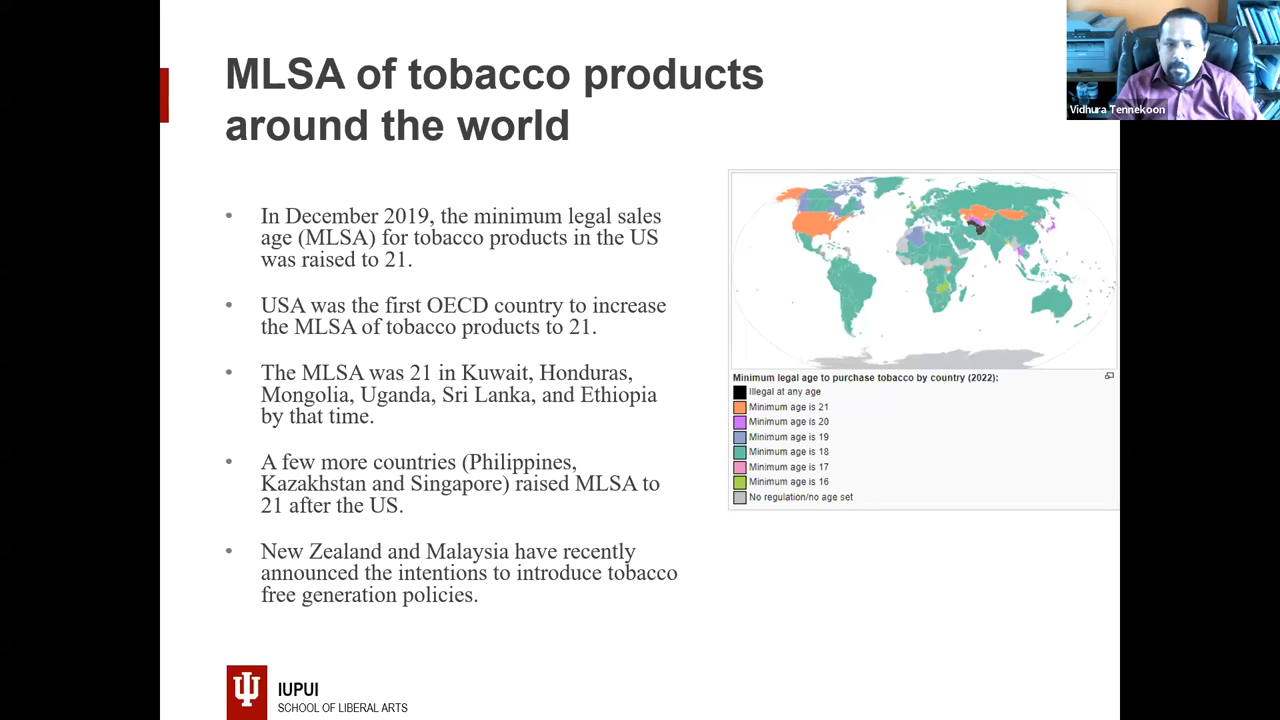 MLSA of tobacco products
around the world
Vidhura Tennekoon
• In December 2019, the minimum legal sales
age (MLSA) for tobacco products in the US
was raised to 21.
• USA was the first OECD country to increase
the MLSA of tobacco products to 21.
• The MLSA was 21 in Kuwait, Honduras,
Mongolia, Uganda, Sri Lanka, and Ethiopia
by that time.
• A few more countries (Philippines,
Kazakhstan and Singapore) raised MLSA to
21 after the US.
• New Zealand and Malaysia have recently
announced the intentions to introduce tobacco
free generation policies.
Minimum legal age to purchase tobacco by country (2022):
Illegal at any age
Minimum age is 21
Minimum age is 20
Minimum age is 19
Minimum age is 18
Minimum age is 17
Minimum age is 16
No regulation/no age set
IUPUI
SCHOOL OF LIBERAL ARTS